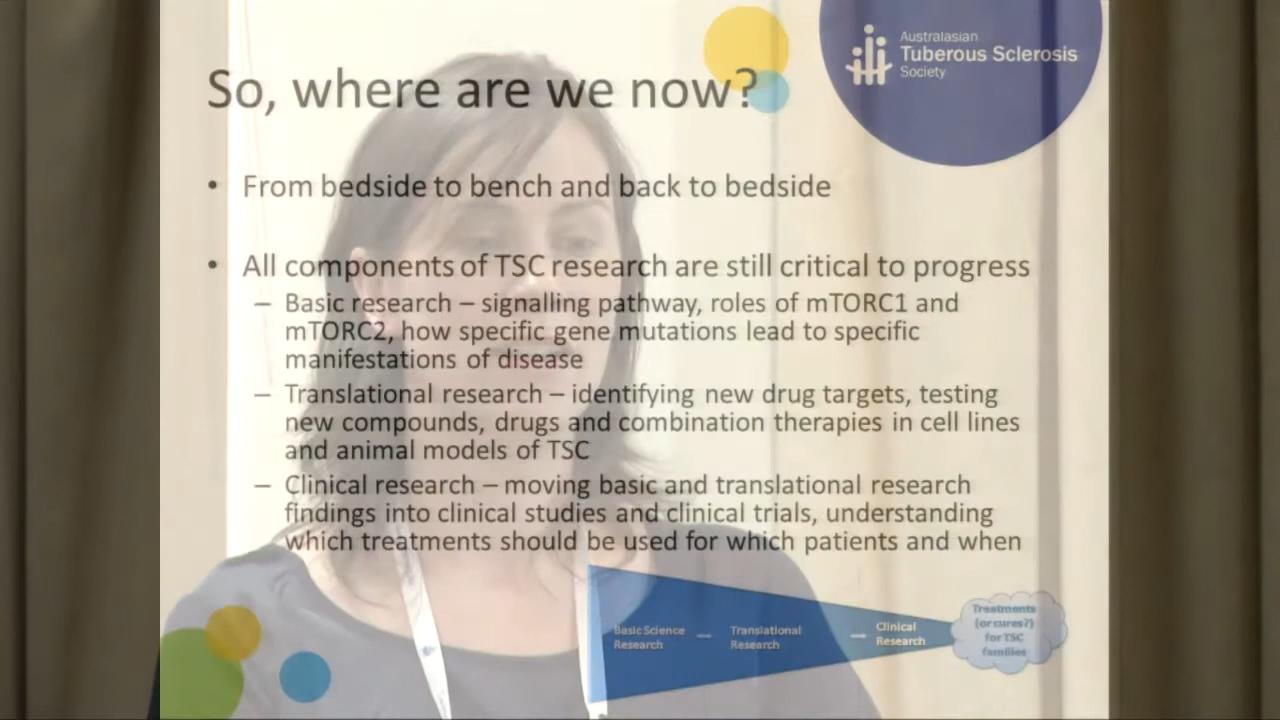 Australasian
Tuberous Sclerosis
Society
So, where are we now?
• From bedside to bench and back to bedside
• All components of TSC research are still critical to progress
– Basic research – signalling pathway, roles of mTORC1 and
mTORC2, how specific gene mutations lead to specific
manifestations of disease
– Translational research – identifying new drug targets, testing
new compounds, drugs and combination therapies in cell lines
and animal models of TSC
– Clinical research – moving basic and translational research
findings into clinical studies and clinical trials, understanding
which treatments should be used for which patients and when
Basic Science
Research
Translational
Research
Clinical
Research
Treatments
(or cures?)
for TSC
families